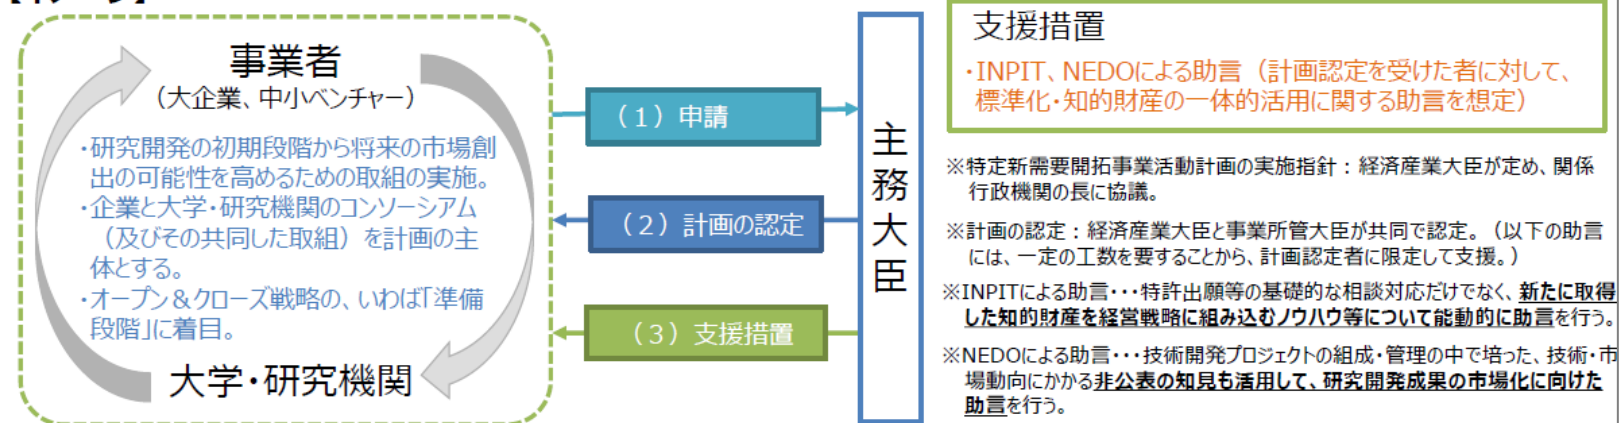 【イメージ】
事業者
（大企業、中小ベンチャー）
・研究開発の初期段階から将来の市場創
出の可能性を高めるための取組の実施。
・企業と大学・研究機関のコンソーシアム
（及びその共同した取組）を計画の主
体とする。
・オープン＆クローズ戦略の、いわば「準備
段階」に着目。
大学・研究機関
（１）申請
（２）計画の認定
（３）支援措置
主務大臣
支援措置
・INPIT、NEDOによる助言（計画認定を受けた者に対して、
標準化・知的財産の一体的活用に関する助言を想定）
※特定新需要開拓事業活動計画の実施指針：経済産業大臣が定め、関係
行政機関の長に協議。
※計画の認定：経済産業大臣と事業所管大臣が共同で認定。（以下の助言
には、一定の工数を要することから、計画認定者に限定して支援。）
※INPITによる助言・・・特許出願等の基礎的な相談対応だけでなく、新たに取得
した知的財産を経営戦略に組み込むノウハウ等について能動的に助言を行う。
※NEDOによる助言・・・技術開発プロジェクトの組成・管理の中で培った、技術・市
場動向にかかる非公表の知見も活用して、研究開発成果の市場化に向けた
助言を行う。